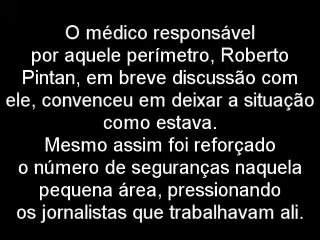 O médico responsável
por aquele perímetro, Roberto
Pintan, em breve discussão com
ele, convenceu em deixar a situação
como estava.
Mesmo assim foi reforçado
o número de seguranças naquela
pequena área, pressionando
os jornalistas que trabalhavam ali.